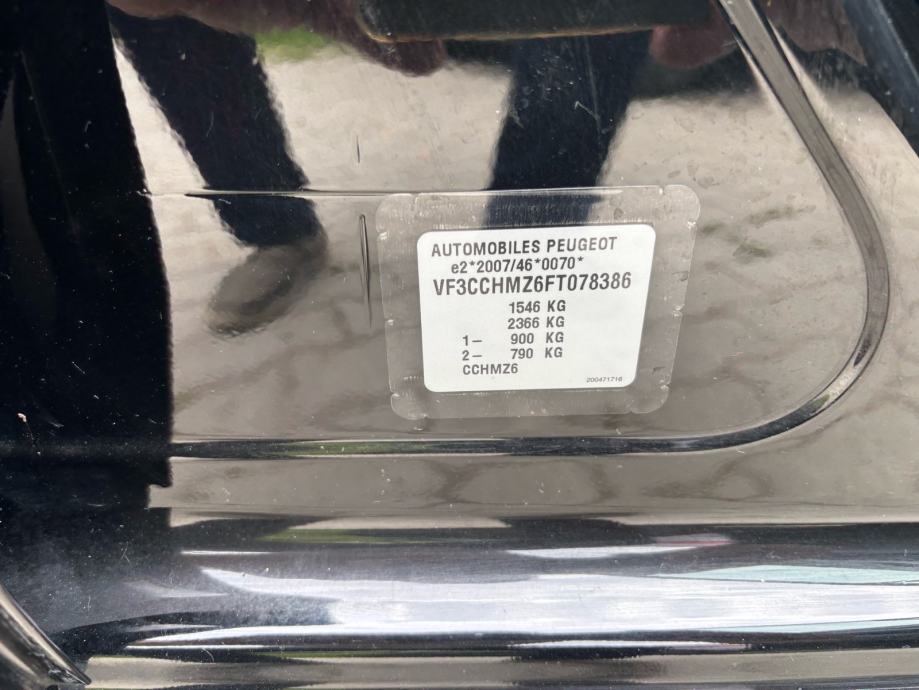 AUTOMOBILES PEUGEOT
e2*2007/46*0070*
VF3CCHMZ6FT078386
1546 KG
2366 KG
1– 900 KG
2– 790 KG
CCHMZ6
200471716